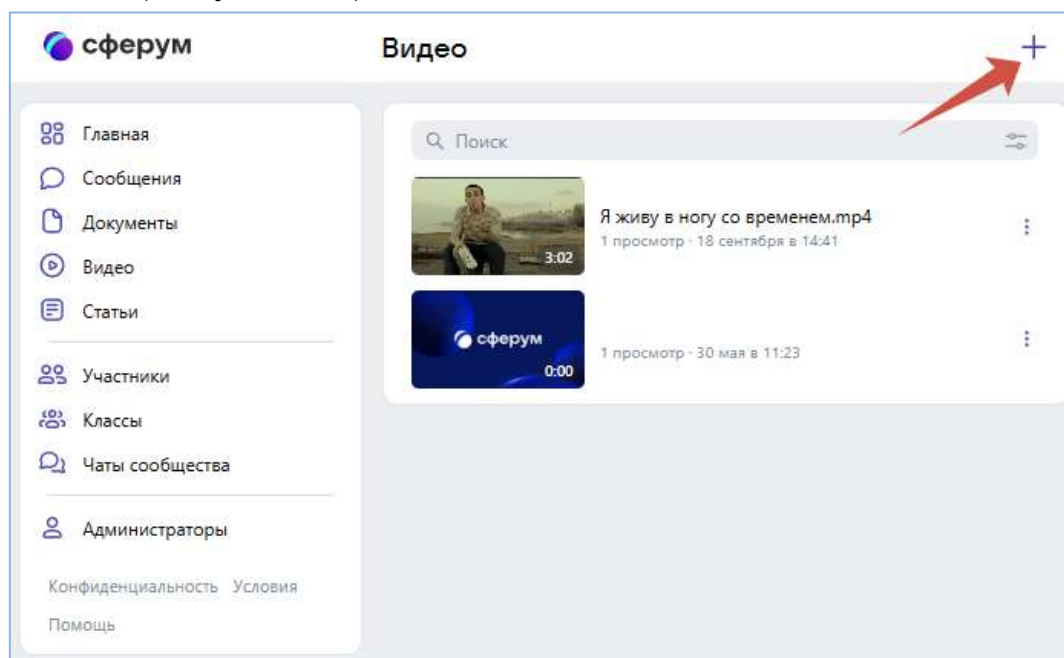 сферум
Видео
Главная
Сообщения
Документы
Видео
Статьи
Участники
Классы
Чаты сообщества
Администраторы
Конфиденциальность Условия
Помощь
Поиск
3:02
Я живу в ногу со временем.mp4
1 просмотр · 18 сентября в 14:41
сферум
0:00
1 просмотр · 30 мая в 11:23